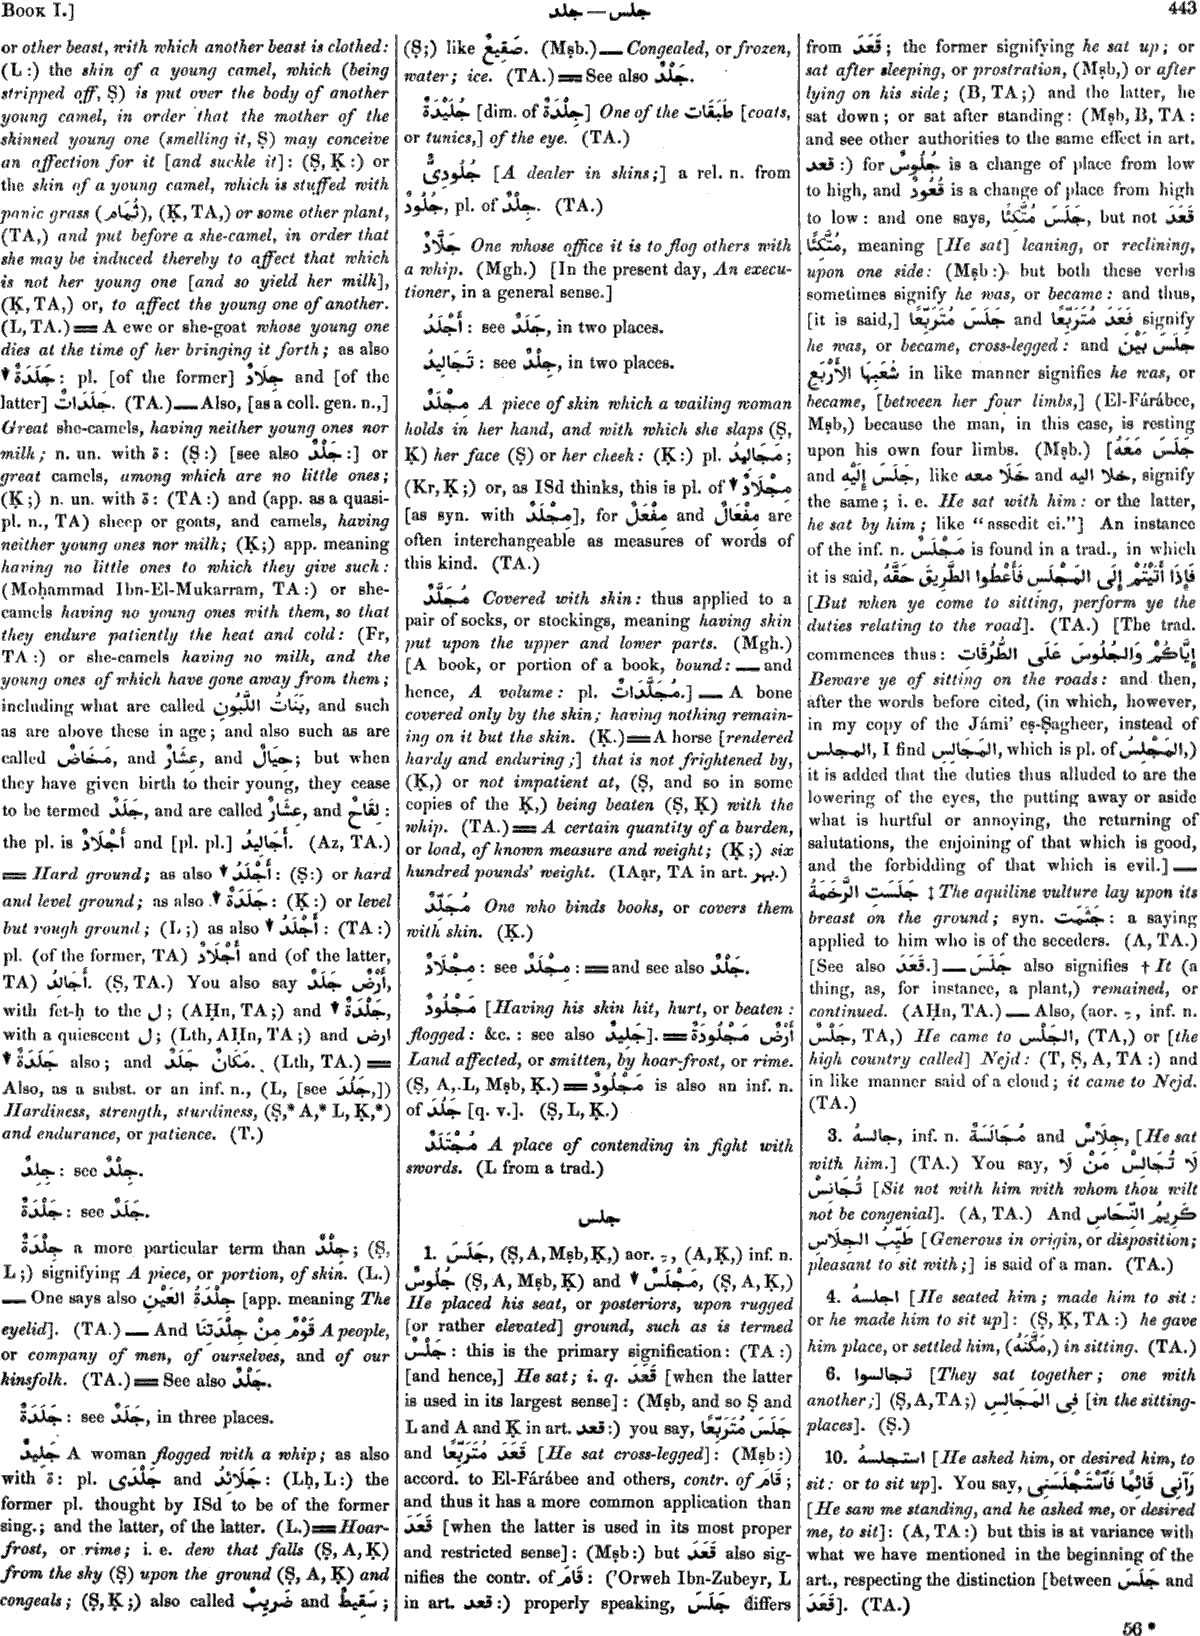 BOOK I.]
جلس — جلد
443
or other beast, with which another beast is clothed:
(L:) the skin of a young camel, which (being
stripped off, Ṣ) is put over the body of another
young camel, in order that the mother of the
skinned young one (smelling it, Ṣ) may conceive
an affection for it [and suckle it]: (Ṣ, Ḳ:) or
the skin of a young camel, which is stuffed with
panic grass (ثُمَام), (Ḳ, TA,) or some other plant,
(TA,) and put before a she-camel, in order that
she may be induced thereby to affect that which
is not her young one [and so yield her milk],
(Ḳ, TA,) or, to affect the young one of another.
(L, TA.) == A ewe or she-goat whose young one
dies at the time of her bringing it forth; as also
▼ جَلَدَةٌ: pl. [of the former] جِلَادٌ and [of the
latter] جَلَدَاتٌ. (TA.) — Also, [as a coll. gen. n.,]
Great she-camels, having neither young ones nor
milk; n. un. with ة: (Ṣ:) [see also جَلْدٌ:] or
great camels, among which are no little ones;
(Ḳ;) n. un. with ة: (TA:) and (app. as a quasi-
pl. n., TA) sheep or goats, and camels, having
neither young ones nor milk; (Ḳ;) app. meaning
having no little ones to which they give such:
(Moḥammad Ibn-El-Mukarram, TA:) or she-
camels having no young ones with them, so that
they endure patiently the heat and cold: (Fr,
TA:) or she-camels having no milk, and the
young ones of which have gone away from them;
including what are called بَنَاتُ اللَّبُونِ, and such
as are above these in age; and also such as are
called مَخَاضٌ, and عِشَارٌ, and حِيَالٌ; but when
they have given birth to their young, they cease
to be termed جَلَدٌ, and are called عِشَارٌ, and لِقَاحٌ:
the pl. is أَجْلَادٌ and [pl. pl.] أَجَالِيدُ. (Az, TA.)
== Hard ground; as also ▼ أَجْلَدُ: (Ṣ:) or hard
and level ground; as also ▼ جَلَدَةٌ: (Ḳ:) or level
but rough ground; (L;) as also ▼ أَجْلَدُ: (TA:)
pl. (of the former, TA) أَجْلَادٌ and (of the latter,
TA) أَجَالِدُ. (Ṣ, TA.) You also say أَرْضٌ جَلَدٌ,
with fet-ḥ to the ل; (AḤn, TA;) and ▼ جَلْدَةٌ,
with a quiescent ل; (Lth, AḤn, TA;) and ارض
▼ جَلَدَةٌ also; and مَكَانٌ جَلَدٌ. (Lth, TA.) ==
Also, as a subst. or an inf. n., (L, [see جَلُدَ,])
Hardiness, strength, sturdiness, (Ṣ,* A,* L, Ḳ,*)
and endurance, or patience. (T.)
جِلِدٌ: see جِلْدٌ.
جَلْدَةٌ: see جَلَدٌ.
جِلْدَةٌ a more particular term than جِلْدٌ; (Ṣ,
L;) signifying A piece, or portion, of skin. (L.)
— One says also جِلْدَةُ العَيْنِ [app. meaning The
eyelid]. (TA.) — And قَوْمٌ مِنْ جِلْدَتِنَا A people,
or company of men, of ourselves, and of our
kinsfolk. (TA.) == See also جِلْدٌ.
جَلَدَةٌ: see جَلَدٌ, in three places.
جَلِيدٌ A woman flogged with a whip; as also
with ة: pl. جَلْدَى and جَلَائِدُ: (Lḥ, L:) the
former pl. thought by ISd to be of the former
sing.; and the latter, of the latter. (L.) == Hoar-
frost, or rime; i. e. dew that falls (Ṣ, A, Ḳ)
from the sky (Ṣ) upon the ground (Ṣ, A, Ḳ) and
congeals; (Ṣ, Ḳ;) also called ضَرِيبٌ and سَقِيطٌ;
(Ṣ;) like صَقِيعٌ. (Mṣb.) — Congealed, or frozen,
water; ice. (TA.) == See also جَلْدٌ.
جُلَيْدَةٌ [dim. of جِلْدَةٌ] One of the طَبَقَات [coats,
or tunics,] of the eye. (TA.)
جُلُودِىٌّ [A dealer in skins;] a rel. n. from
جُلُودٌ, pl. of جِلْدٌ. (TA.)
جَلَّادٌ One whose office it is to flog others with
a whip. (Mgh.) [In the present day, An execu-
tioner, in a general sense.]
أَجْلَدُ: see جَلَدٌ, in two places.
تَجَالِيدُ: see جِلْدٌ, in two places.
مِجْلَدٌ A piece of skin which a wailing woman
holds in her hand, and with which she slaps (Ṣ,
Ḳ) her face (Ṣ) or her cheek: (Ḳ:) pl. مَجَالِيدُ;
(Kr, Ḳ;) or, as ISd thinks, this is pl. of ▼ مِجْلَادٌ
[as syn. with مِجْلَدٌ], for مِفْعَلٌ and مِفْعَالٌ are
often interchangeable as measures of words of
this kind. (TA.)
مُجَلَّدٌ Covered with skin: thus applied to a
pair of socks, or stockings, meaning having skin
put upon the upper and lower parts. (Mgh.)
[A book, or portion of a book, bound: — and
hence, A volume: pl. مُجَلَّدَاتٌ.] — A bone
covered only by the skin; having nothing remain-
ing on it but the skin. (Ḳ.) == A horse [rendered
hardy and enduring;] that is not frightened by,
(Ḳ,) or not impatient at, (Ṣ, and so in some
copies of the Ḳ,) being beaten (Ṣ, Ḳ) with the
whip. (TA.) == A certain quantity of a burden,
or load, of known measure and weight; (Ḳ;) six
hundred pounds' weight. (IAạr, TA in art. بهر.)
مُجَلِّدٌ One who binds books, or covers them
with skin. (Ḳ.)
مِجْلَادٌ: see مِجْلَدٌ: == and see also جَلْدٌ.
مَجْلُودٌ [Having his skin hit, hurt, or beaten:
flogged: &c.: see also جَلِيدٌ]. == أَرْضٌ مَجْلُودَةٌ
Land affected, or smitten, by hoar-frost, or rime.
(Ṣ, A, L, Mṣb, Ḳ.) == مَجْلُودٌ is also an inf. n.
of جَلُدَ [q. v.]. (Ṣ, L, Ḳ.)
مُجْتَلَدٌ A place of contending in fight with
swords. (L from a trad.)
جلس
1. جَلَسَ, (Ṣ, A, Mṣb, Ḳ,) aor. ـِ, (A, Ḳ,) inf. n.
جُلُوسٌ (Ṣ, A, Mṣb, Ḳ) and ▼ مَجْلَسٌ, (Ṣ, A, Ḳ,)
He placed his seat, or posteriors, upon rugged
[or rather elevated] ground, such as is termed
جَلْسٌ: this is the primary signification: (TA:)
[and hence,] He sat; i. q. قَعَدَ [when the latter
is used in its largest sense]: (Mṣb, and so Ṣ and
L and A and Ḳ in art. قعد:) you say, جَلَسَ مُتَرَبِّعًا
and قَعَدَ مُتَرَبِّعًا [He sat cross-legged]: (Mṣb:)
accord. to El-Fárábee and others, contr. of قَامَ;
and thus it has a more common application than
قَعَدَ [when the latter is used in its most proper
and restricted sense]: (Mṣb:) but قَعَدَ also sig-
nifies the contr. of قَامَ: ('Orweh Ibn-Zubeyr, L
in art. قعد:) properly speaking, جَلَسَ differs
from قَعَدَ; the former signifying he sat up; or
sat after sleeping, or prostration, (Mṣb,) or after
lying on his side; (B, TA;) and the latter, he
sat down; or sat after standing: (Mṣb, B, TA:
and see other authorities to the same effect in art.
قعد:) for جُلُوسٌ is a change of place from low
to high, and قُعُودٌ is a change of place from high
to low: and one says, جَلَسَ مُتَّكِئًا, but not قَعَدَ
مُتَّكِئًا, meaning [He sat] leaning, or reclining,
upon one side: (Mṣb:) but both these verbs
sometimes signify he was, or became: and thus,
[it is said,] جَلَسَ مُتَرَبِّعًا and قَعَدَ مُتَرَبِّعًا signify
he was, or became, cross-legged: and جَلَسَ بَيْنَ
شُعَبِهَا الأَرْبَعِ in like manner signifies he was, or
became, [between her four limbs,] (El-Fárábee,
Mṣb,) because the man, in this case, is resting
upon his own four limbs. (Mṣb.) [جَلَسَ مَعَهُ
and جَلَسَ إِلَيْهِ, like خَلَا معه and خَلَا اليه, signify
the same; i. e. He sat with him: or the latter,
he sat by him; like "assedit ei."] An instance
of the inf. n. مَجْلَسٌ is found in a trad., in which
it is said, فَإِذَا أَتَيْتُمْ إِلَى المَجْلَسِ فَأَعْطُوا الطَّرِيقَ حَقَّهُ
[But when ye come to sitting, perform ye the
duties relating to the road]. (TA.) [The trad.
commences thus: إِيَّاكُمْ وَالجُلُوسَ عَلَى الطُّرُقَاتِ
Beware ye of sitting on the roads: and then,
after the words before cited, (in which, however,
in my copy of the Jámi' eṣ-Ṣagheer, instead of
المجلس, I find المَجَالِس, which is pl. of المَجْلِسُ,)
it is added that the duties thus alluded to are the
lowering of the eyes, the putting away or aside
what is hurtful or annoying, the returning of
salutations, the enjoining of that which is good,
and the forbidding of that which is evil.] —
جَلَسَتِ الرَّخَمَةُ ‡ The aquiline vulture lay upon its
breast on the ground; syn. جَثَمَت: a saying
applied to him who is of the seceders. (A, TA.)
[See also قَعَدَ.] — جَلَسَ also signifies † It (a
thing, as, for instance, a plant,) remained, or
continued. (AḤn, TA.) — Also, (aor. ـِ, inf. n.
جَلْسٌ, TA,) He came to الجَلْس, (TA,) or [the
high country called] Nejd: (T, Ṣ, A, TA:) and
in like manner said of a cloud; it came to Nejd.
(TA.)
3. جالسهُ, inf. n. مُجَالَسَةٌ and جِلَاسٌ, [He sat
with him.] (TA.) You say, لَا تُجَالِسْ مَنْ لَا
تُجَانِسُ [Sit not with him with whom thou wilt
not be congenial]. (A, TA.) And كَرِيمُ النِّحَاسِ
طَيِّبُ الجِلَاسِ [Generous in origin, or disposition;
pleasant to sit with;] is said of a man. (TA.)
4. اجلسهُ [He seated him; made him to sit:
or he made him to sit up]: (Ṣ, Ḳ, TA:) he gave
him place, or settled him, (مَكَّنَهُ,) in sitting. (TA.)
6. تجالسوا [They sat together; one with
another;] (Ṣ, A, TA;) فِى المَجَالِسِ [in the sitting-
places]. (Ṣ.)
10. استجلسهُ [He asked him, or desired him, to
sit: or to sit up]. You say, رَآنِى قَائِمًا فَٱسْتَجْلَسَنِى
[He saw me standing, and he asked me, or desired
me, to sit]: (A, TA:) but this is at variance with
what we have mentioned in the beginning of the
art., respecting the distinction [between جَلَسَ and
قَعَدَ]. (TA.)
56 *